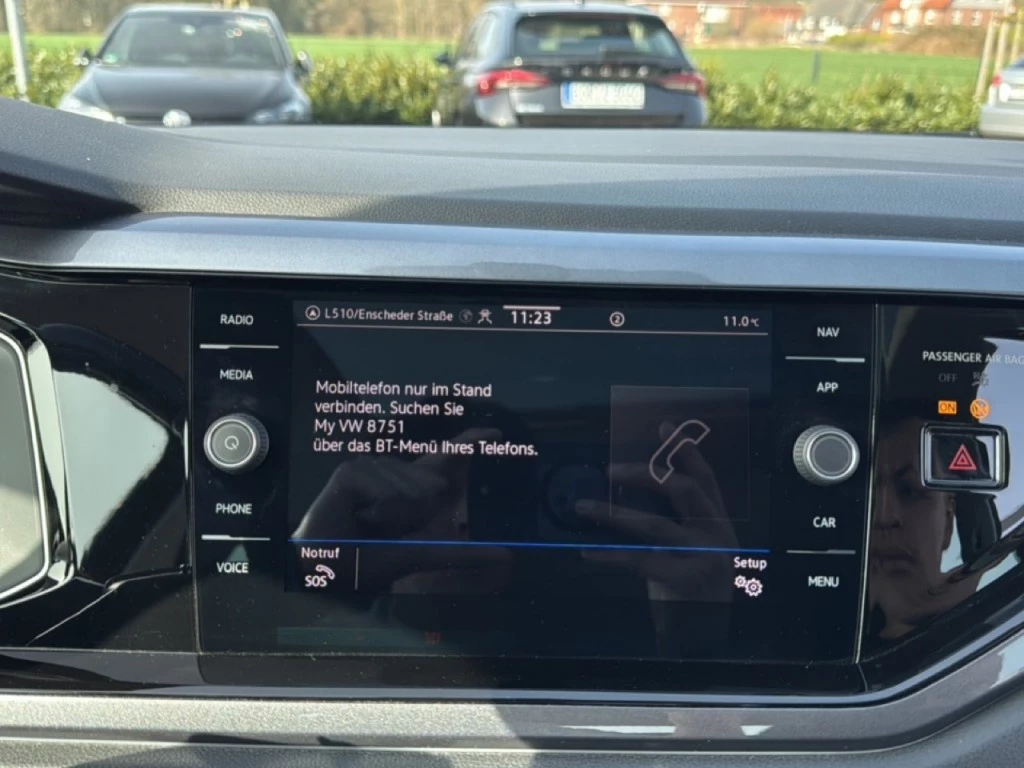 SKODA
RADIO
MEDIA
PHONE
VOICE
L510/Enscheder Straße
11:23
2
11.0°C
Mobiltelefon nur im Stand
verbinden. Suchen Sie
My VW 8751
über das BT-Menü Ihres Telefons.
Notruf
SOS
Setup
NAV
APP
CAR
MENU
PASSENGER AIR BAG
OFF
ON